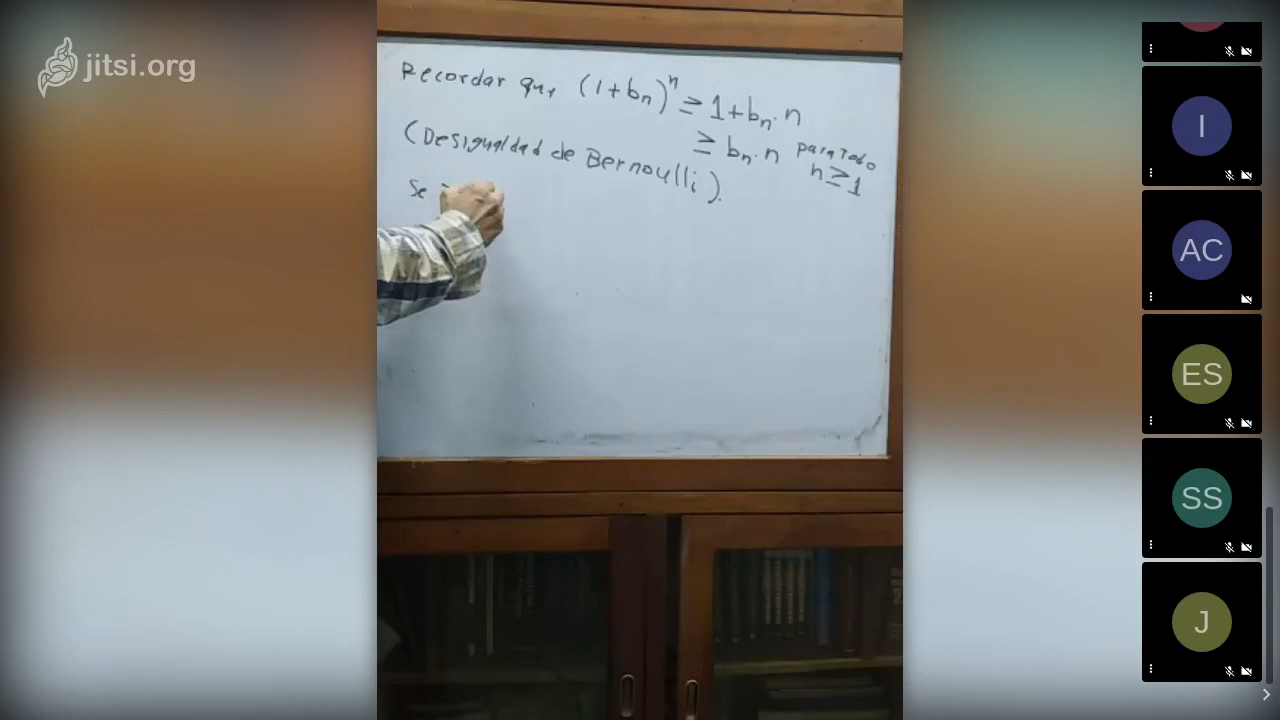 jitsi.org
Recordar que (1+bₙ)ⁿ ≥ 1+bₙ.n
≥ bₙ.n para todo n≥1
(Desigualdad de Bernoulli).
Se
I
AC
ES
SS
J